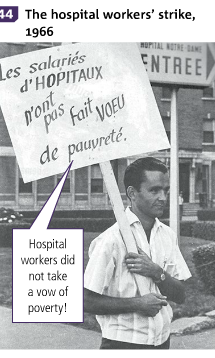 44 The hospital workers' strike,
1966
HÔPITAL NOTRE-DAME
ENTREE
Les salariés
d'HOPITAUX
n'ont
pas fait VOEU
de pauvreté.
Hospital
workers did
not take
a vow of
poverty!